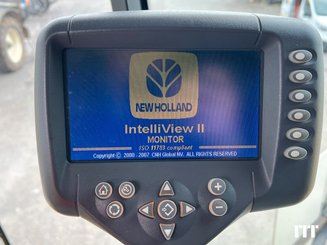 NEW HOLLAND
IntelliView II
MONITOR
ISO 11783 compliant
Copyright © 2000 - 2007 CNH Global NV. ALL RIGHTS RESERVED